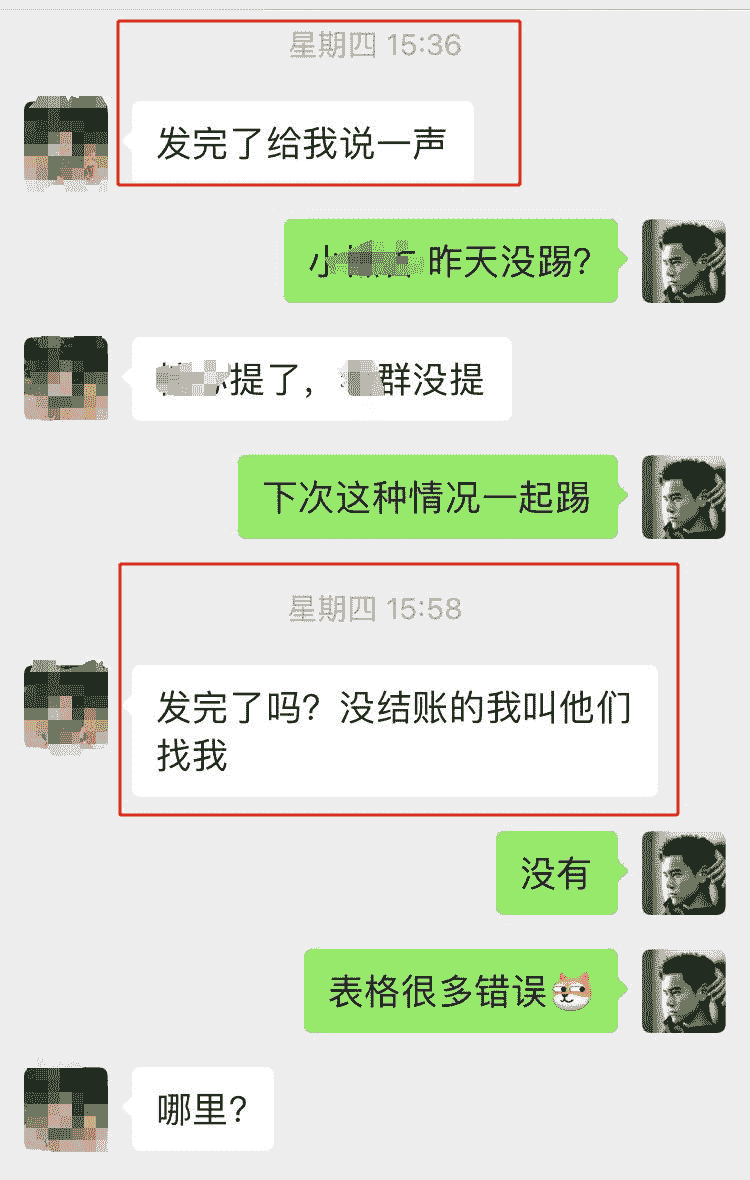 星期四 15:36
发完了给我说一声
小 昨天没踢?
提了，群没提
下次这种情况一起踢
星期四 15:58
发完了吗？没结账的我叫他们
找我
没有
表格很多错误
哪里?